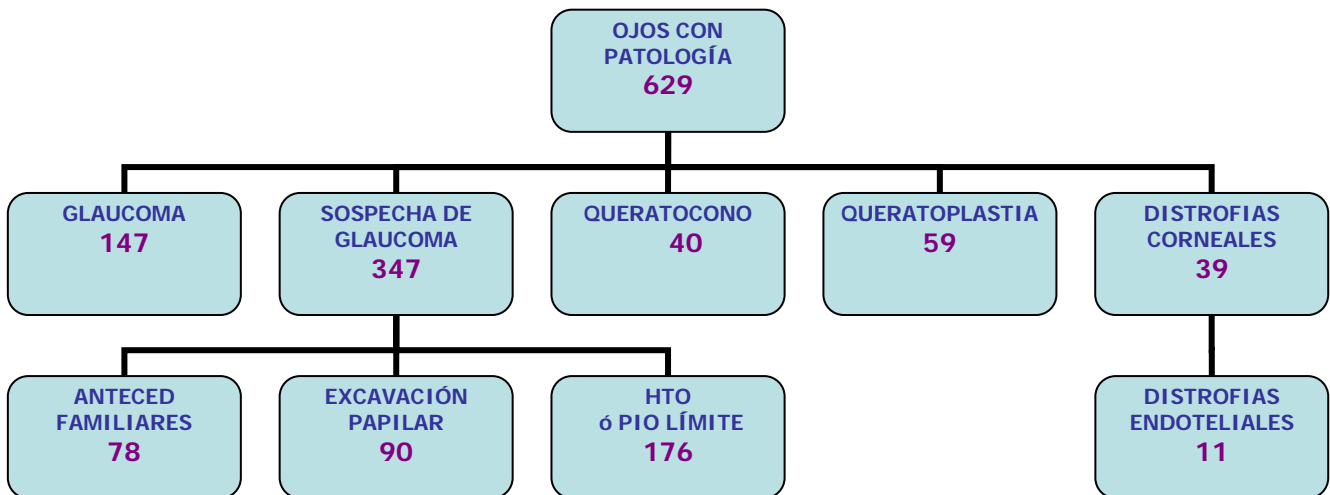 OJOS CON
PATOLOGÍA
629
GLAUCOMA
147
SOSPECHA DE
GLAUCOMA
347
QUERATOCONO
40
QUERATOPLASTIA
59
DISTROFIAS
CORNEALES
39
ANTECED
FAMILIARES
78
EXCAVACIÓN
PAPILAR
90
HTO
ó PIO LÍMITE
176
DISTROFIAS
ENDOTELIALES
11